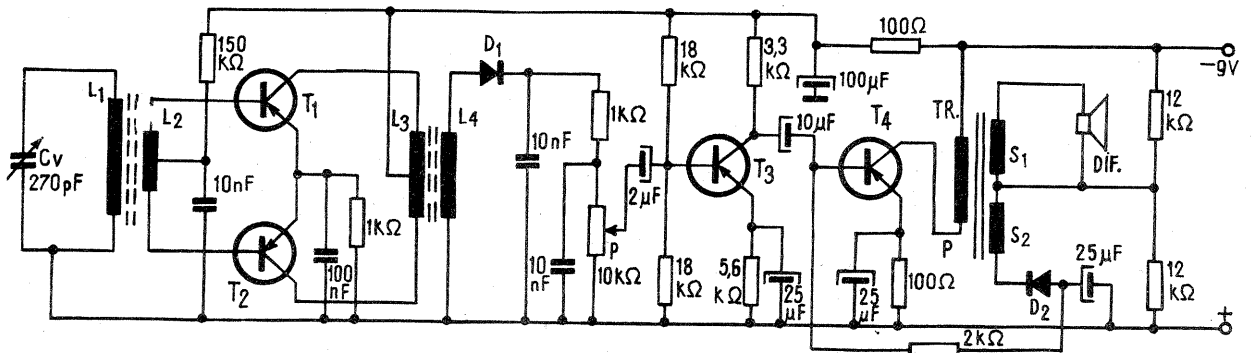 L1
Cv
270pF
L2
150
kΩ
10nF
T1
T2
100
nF
1kΩ
L3
L4
D1
10nF
10
nF
1kΩ
P
10kΩ
2µF
18
kΩ
18
kΩ
3,3
kΩ
T3
5,6
kΩ
25
µF
10µF
100µF
100Ω
T4
25
µF
100Ω
TR.
P
S1
S2
DIF.
D2
25µF
2kΩ
12
kΩ
12
kΩ
−9V
+